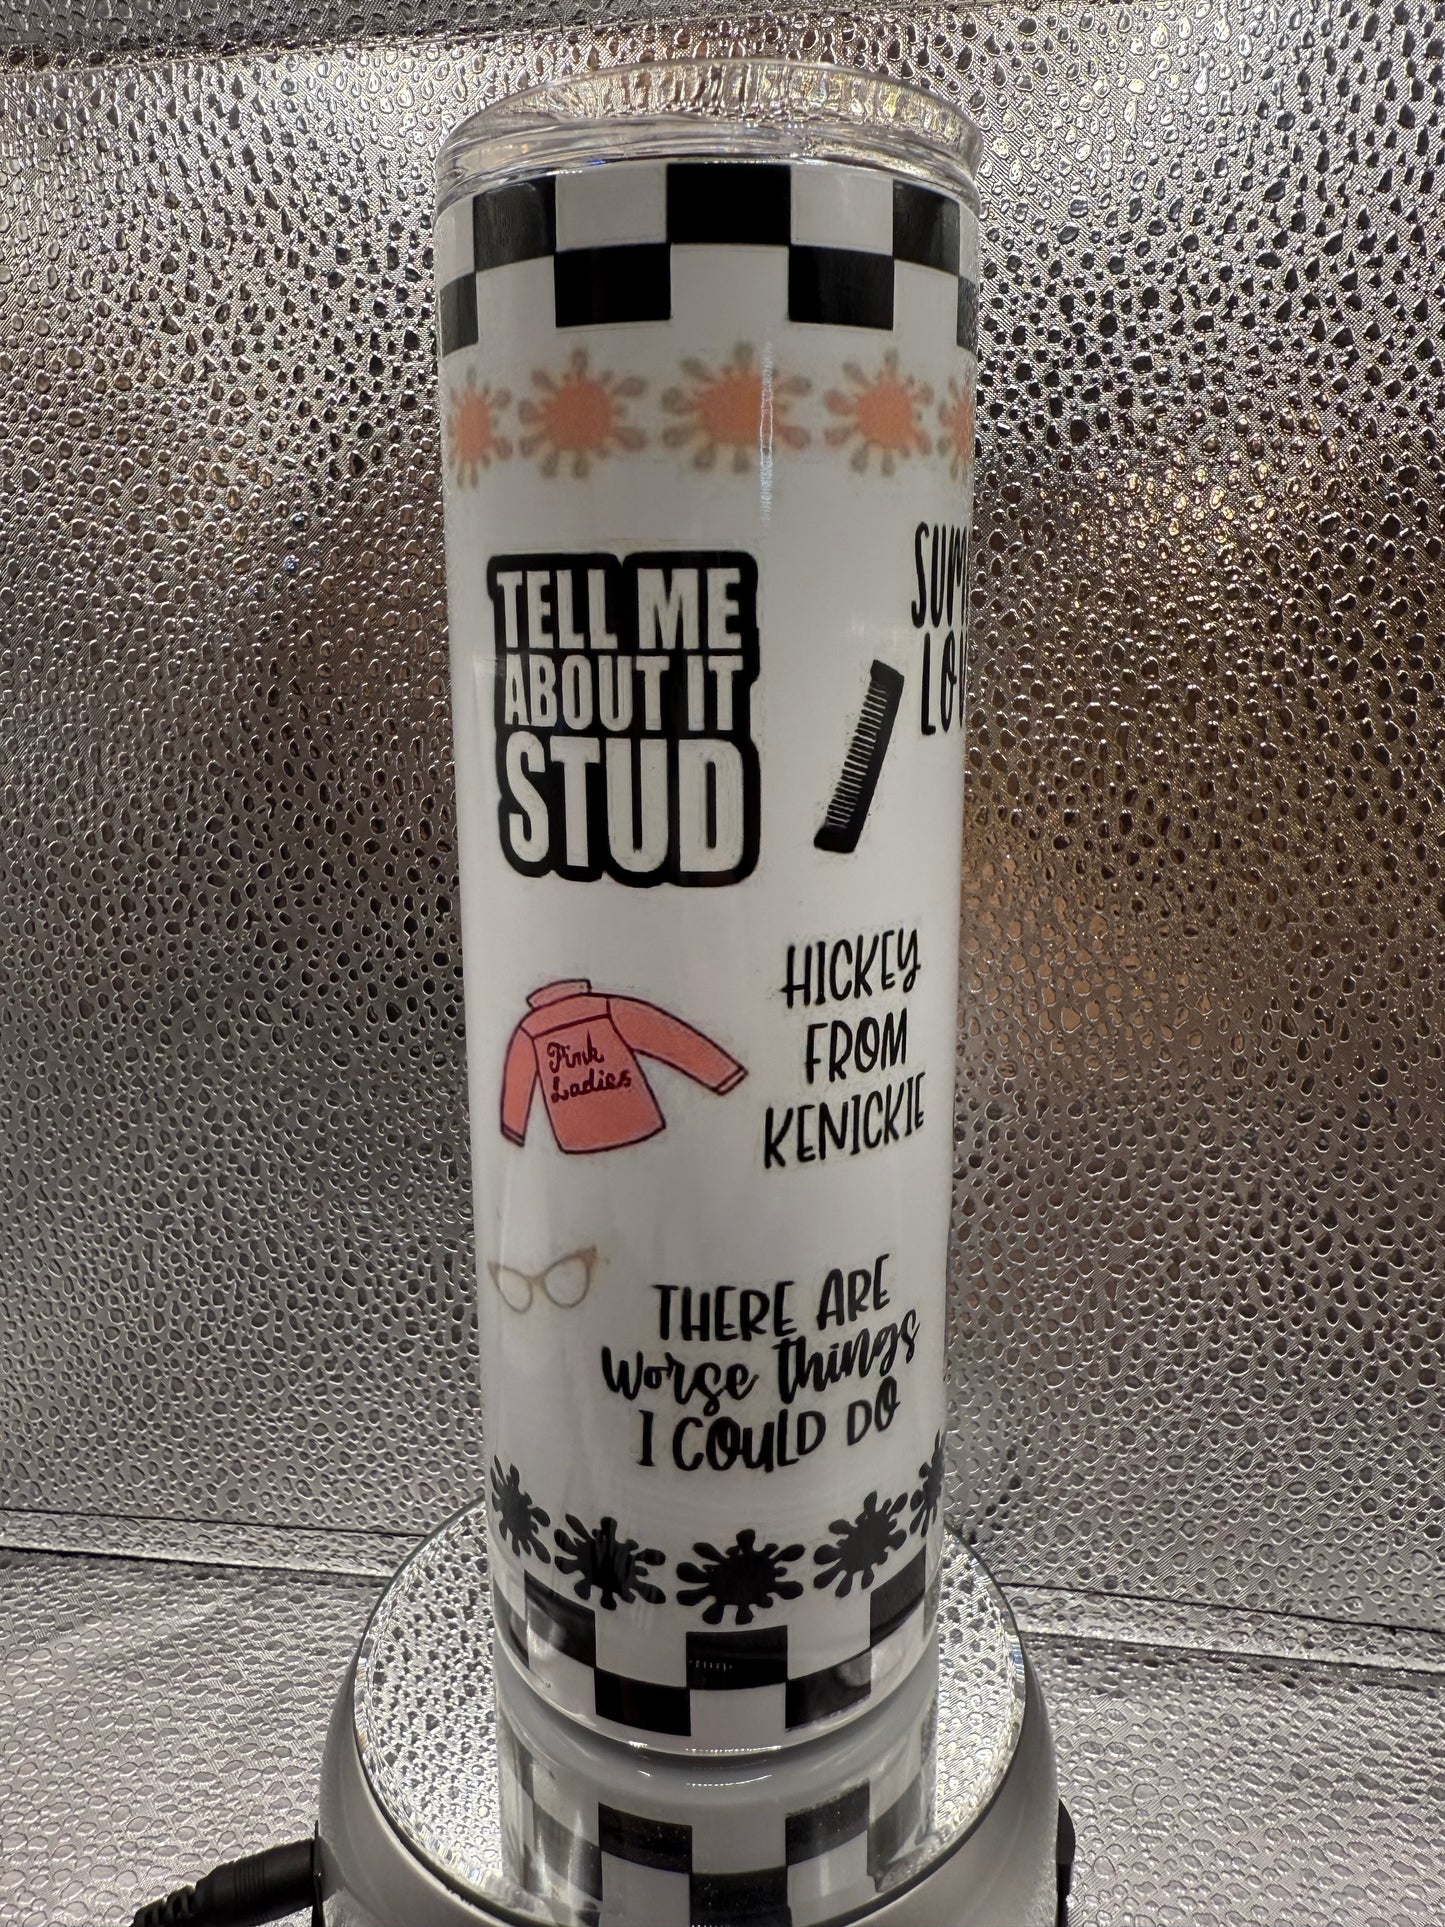 TELL ME
ABOUT IT
STUD
HICKEY
FROM
KENICKIE
Pink
Ladies
THERE ARE
worse things
I COULD DO